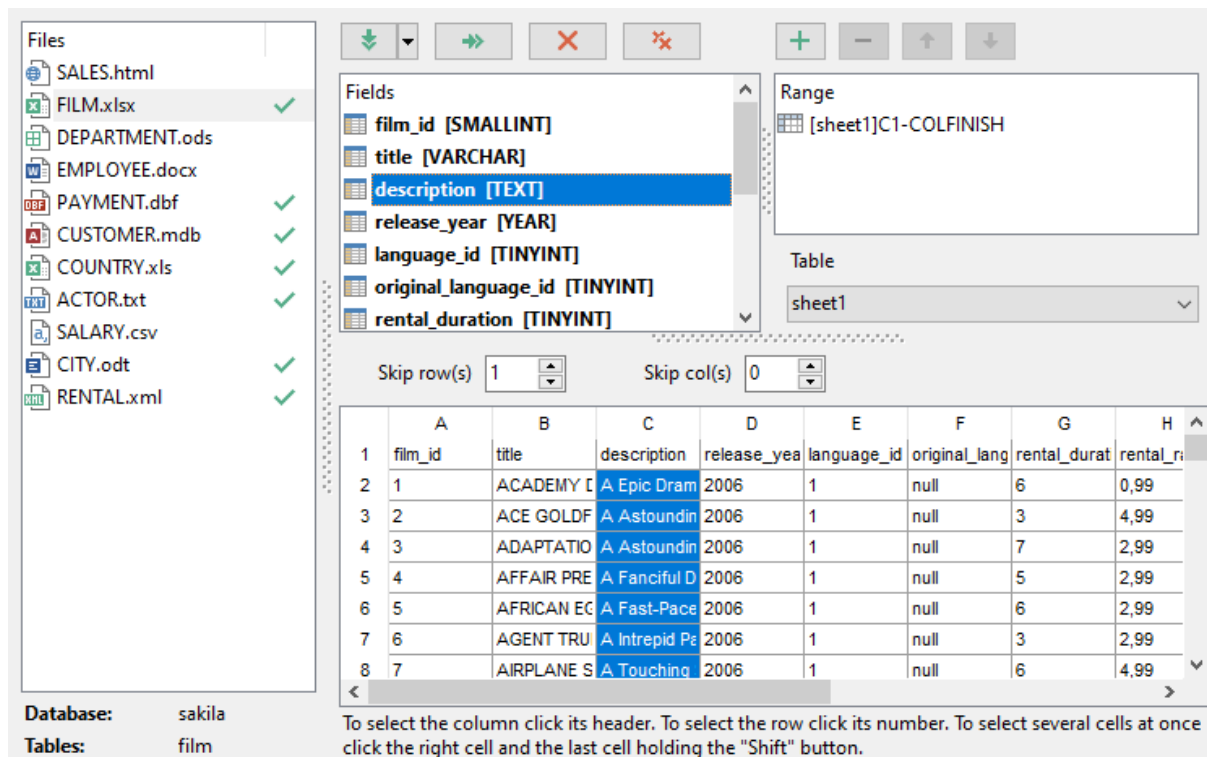 Files
SALES.html
FILM.xlsx
DEPARTMENT.ods
EMPLOYEE.docx
PAYMENT.dbf
CUSTOMER.mdb
COUNTRY.xls
ACTOR.txt
SALARY.csv
CITY.odt
RENTAL.xml
Database: sakila
Tables: film
Fields
film_id [SMALLINT]
title [VARCHAR]
description [TEXT]
release_year [YEAR]
language_id [TINYINT]
original_language_id [TINYINT]
rental_duration [TINYINT]
Range
[sheet1]C1-COLFINISH
Table
sheet1
Skip row(s) 1 Skip col(s) 0
A B C D E F G H
1 film_id title description release_yea language_id original_lang rental_durati rental_ra
2 1 ACADEMY D A Epic Dram 2006 1 null 6 0,99
3 2 ACE GOLDF A Astoundin 2006 1 null 3 4,99
4 3 ADAPTATIO A Astoundin 2006 1 null 7 2,99
5 4 AFFAIR PRE A Fanciful D 2006 1 null 5 2,99
6 5 AFRICAN EG A Fast-Pace 2006 1 null 6 2,99
7 6 AGENT TRU A Intrepid Pa 2006 1 null 3 2,99
8 7 AIRPLANE S A Touching 2006 1 null 6 4,99
To select the column click its header. To select the row click its number. To select several cells at once
click the right cell and the last cell holding the "Shift" button.